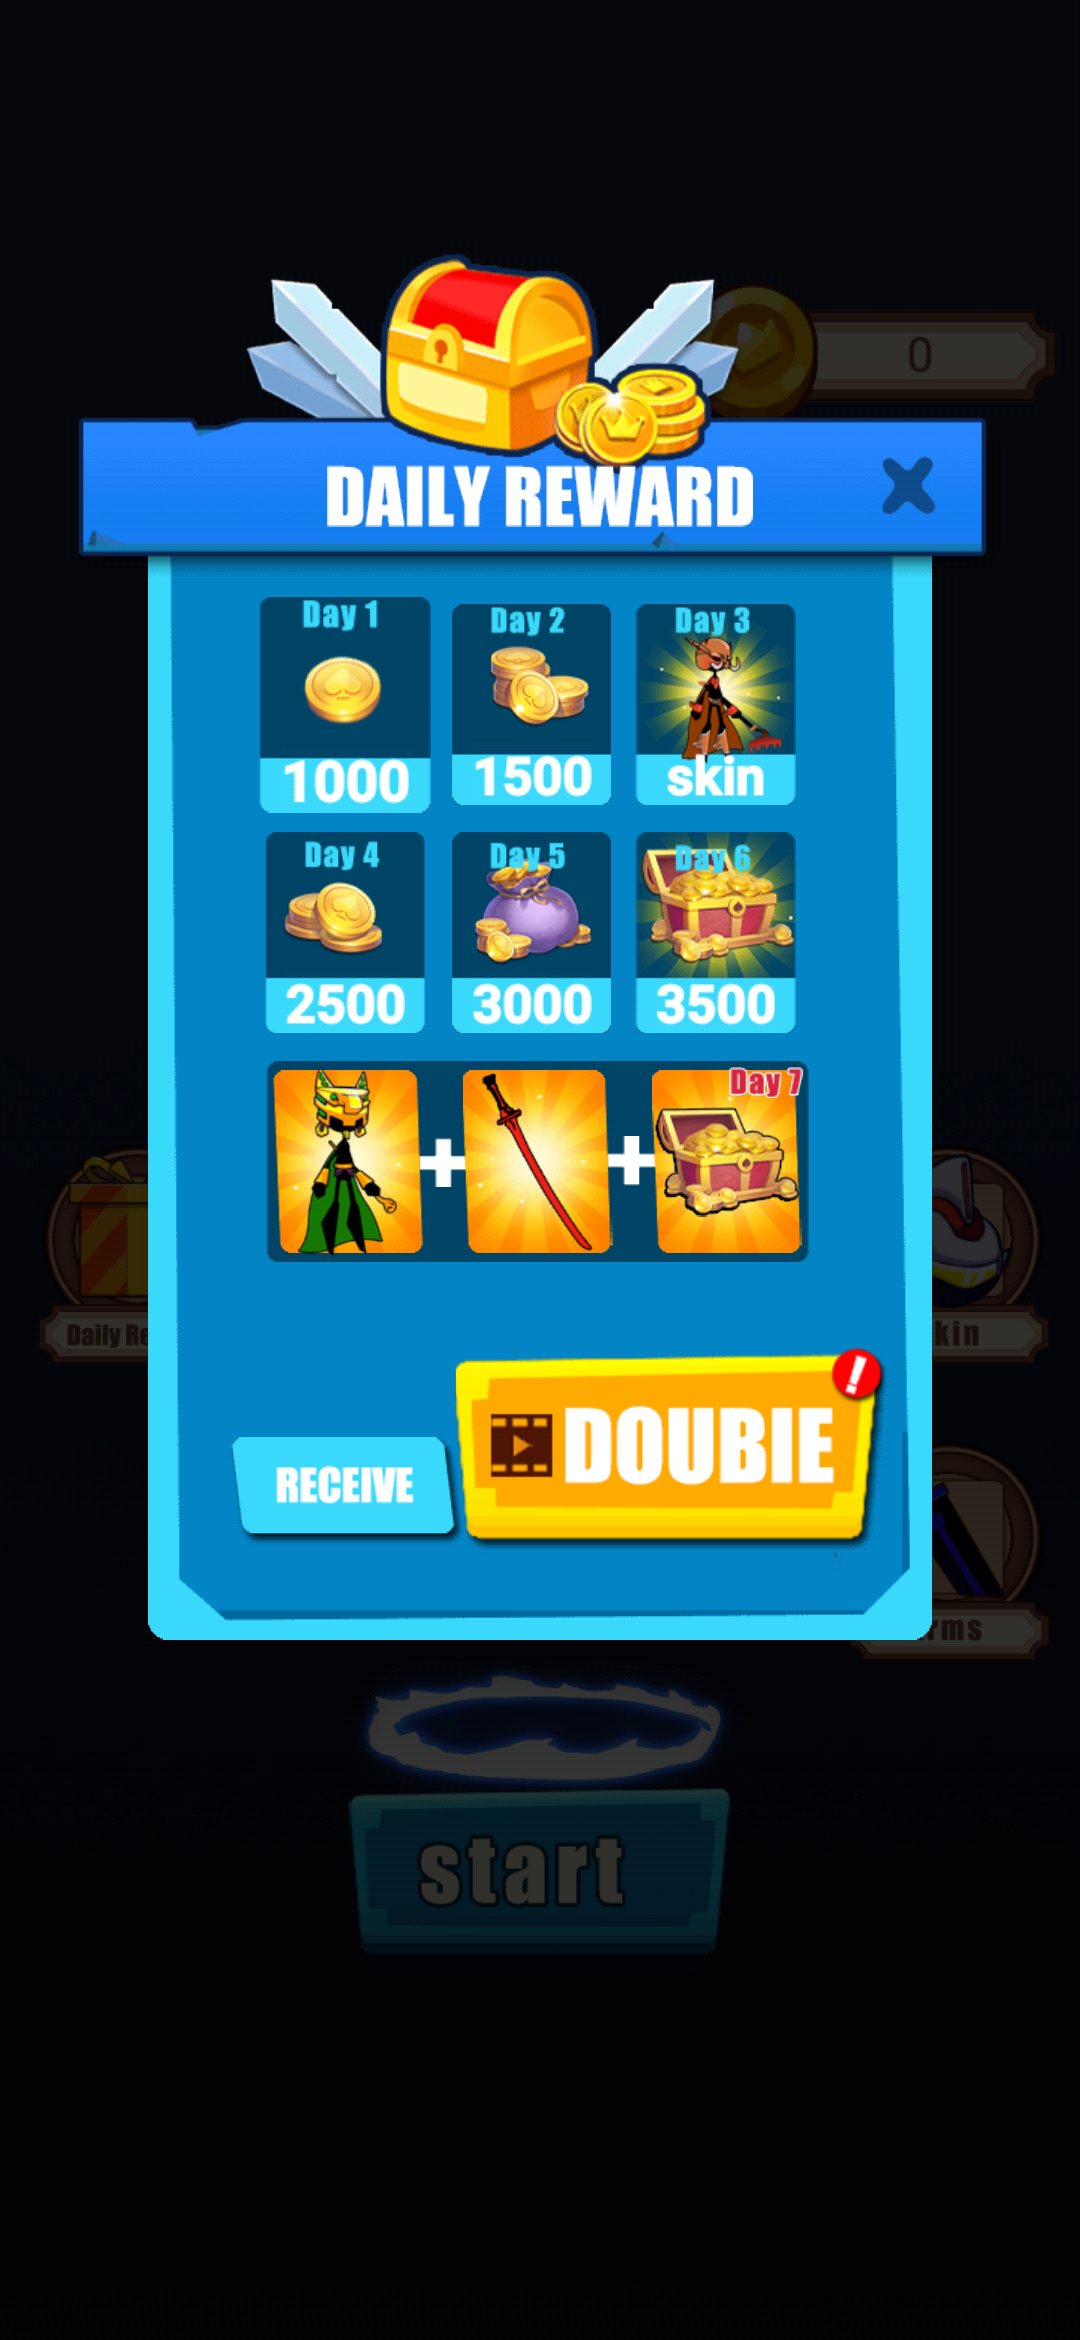 0
DAILY REWARD
Day 1
Day 2
Day 3
1000
1500
skin
Day 4
Day 5
Day 6
2500
3000
3500
Day 7
+
+
Daily Re
kin
DOUBIE
RECEIVE
rms
start